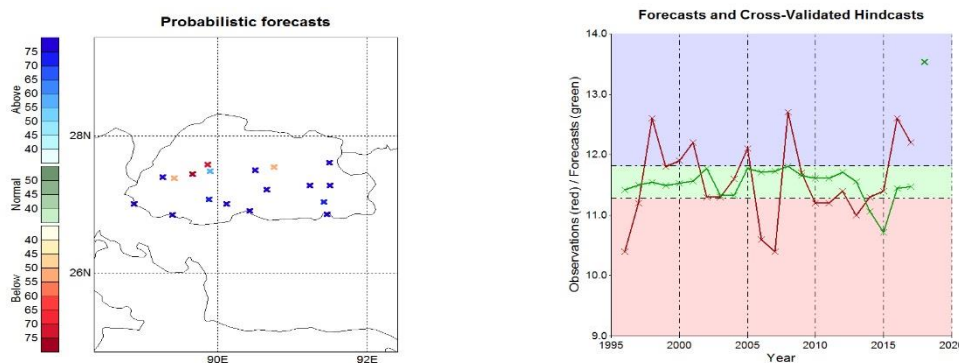 Probabilistic forecasts
75
70
65
60
55
50
45
40
Above
50
45
40
Normal
40
45
50
55
60
65
70
75
Below
28N
26N
90E
92E
Forecasts and Cross-Validated Hindcasts
Observations (red) / Forecasts (green)
14.0
13.0
12.0
11.0
10.0
9.0
1995
2000
2005
2010
2015
2020
Year